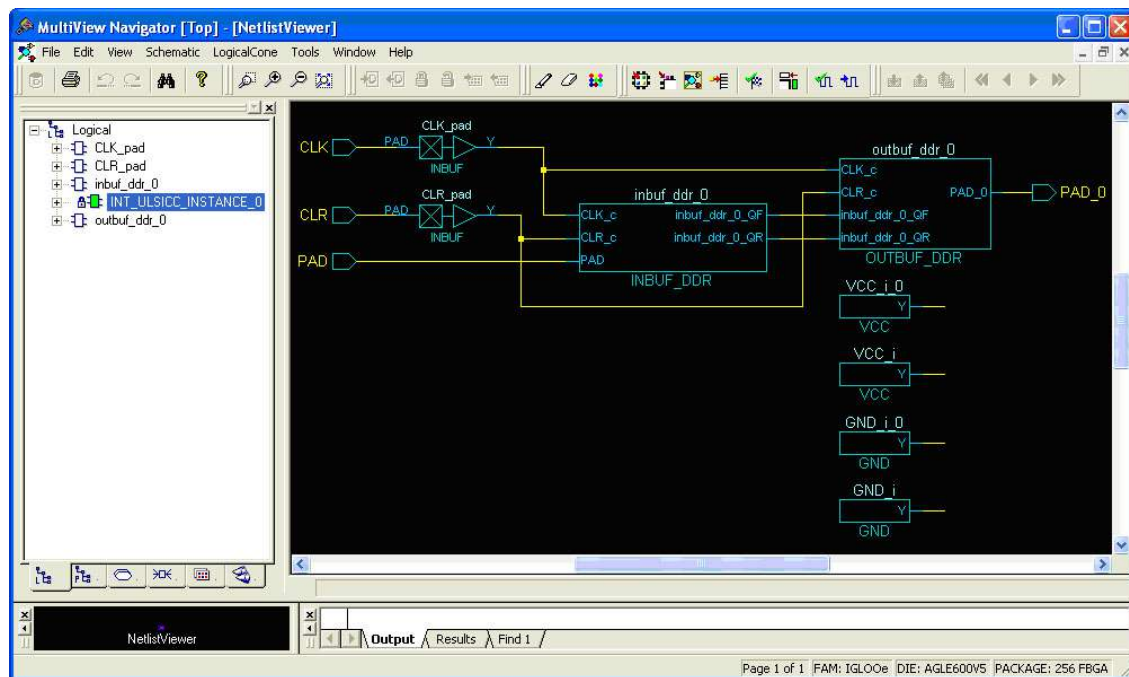 MultiView Navigator [Top] - [NetlistViewer]
File Edit View Schematic LogicalCone Tools Window Help
Logical
CLK_pad
CLR_pad
inbuf_ddr_0
INT_ULSICC_INSTANCE_0
outbuf_ddr_0
CLK PAD CLK_pad Y
INBUF
CLR PAD CLR_pad Y
INBUF
PAD
inbuf_ddr_0
CLK_c inbuf_ddr_0_QF
CLR_c inbuf_ddr_0_QR
PAD
INBUF_DDR
outbuf_ddr_0
CLK_c
CLR_c PAD_0 PAD_0
inbuf_ddr_0_QF
inbuf_ddr_0_QR
OUTBUF_DDR
VCC_i_0
Y
VCC
VCC_i
Y
VCC
GND_i_0
Y
GND
GND_i
Y
GND
NetlistViewer
Output Results Find 1
Page 1 of 1 FAM: IGLOOe DIE: AGLE600V5 PACKAGE: 256 FBGA